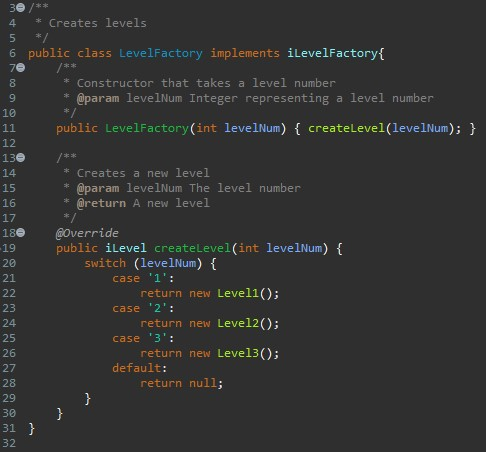 3 /**
4  * Creates levels
5  */
6 public class LevelFactory implements iLevelFactory{
7     /**
8      * Constructor that takes a level number
9      * @param levelNum Integer representing a level number
10      */
11     public LevelFactory(int levelNum) { createLevel(levelNum); }
12
13     /**
14      * Creates a new level
15      * @param levelNum The level number
16      * @return A new level
17      */
18     @Override
19     public iLevel createLevel(int levelNum) {
20         switch (levelNum) {
21             case '1':
22                 return new Level1();
23             case '2':
24                 return new Level2();
25             case '3':
26                 return new Level3();
27             default:
28                 return null;
29         }
30     }
31 }
32